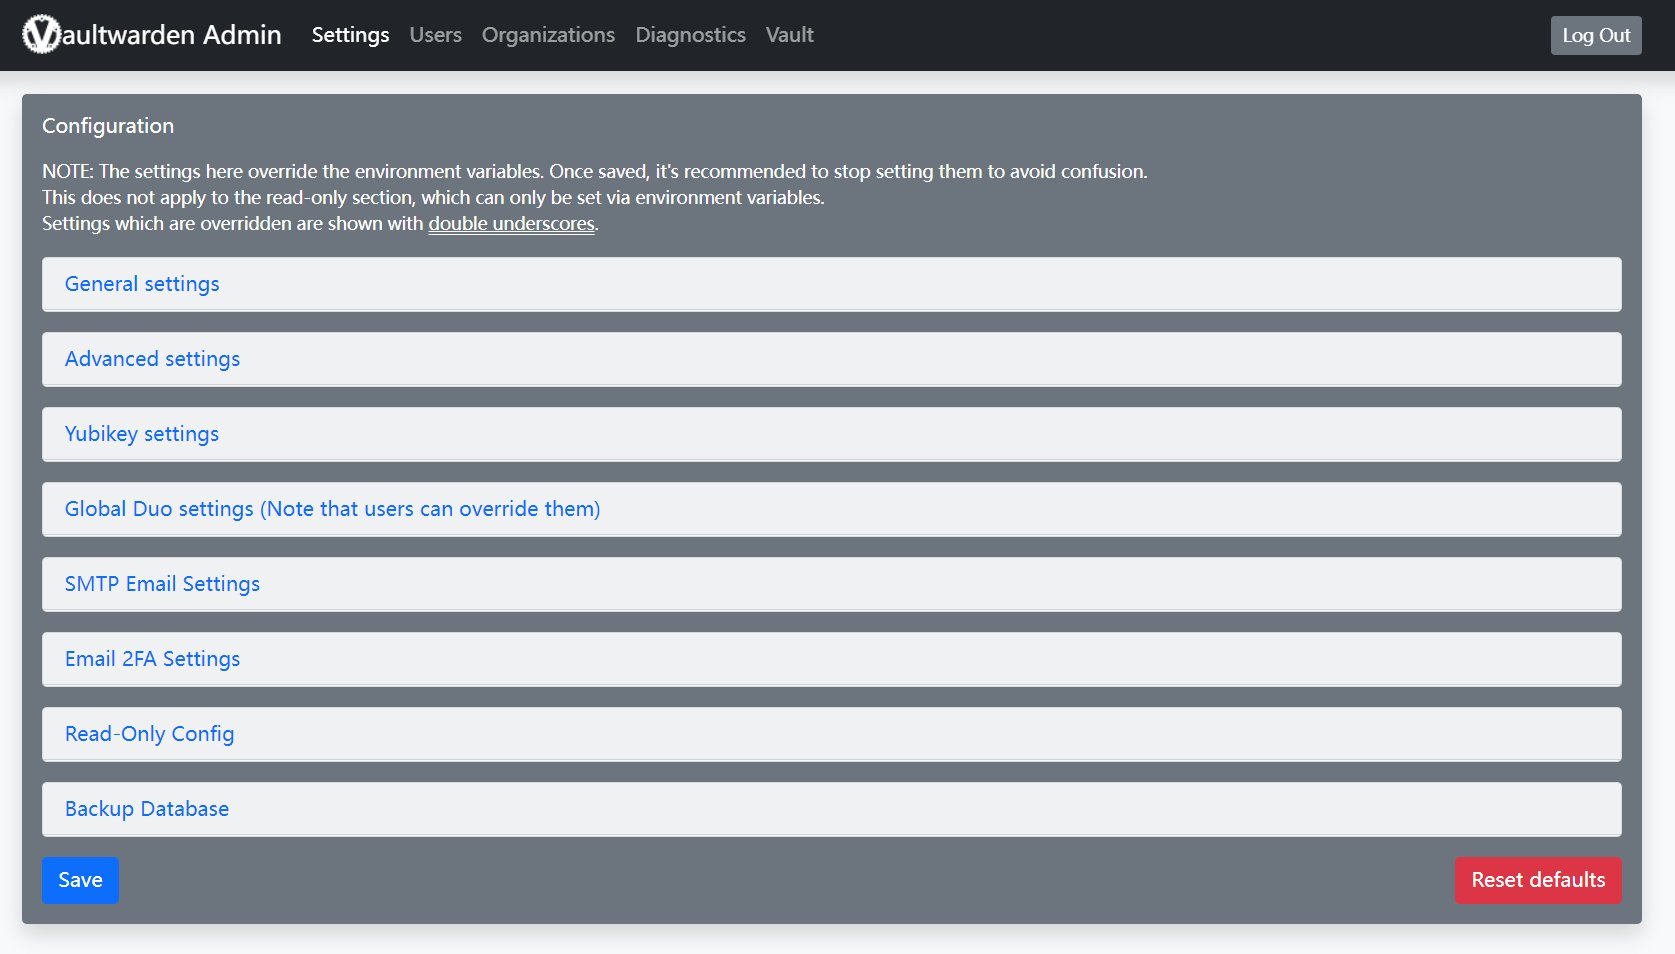 Vaultwarden Admin Settings Users Organizations Diagnostics Vault Log Out
Configuration
NOTE: The settings here override the environment variables. Once saved, it's recommended to stop setting them to avoid confusion.
This does not apply to the read-only section, which can only be set via environment variables.
Settings which are overridden are shown with double underscores.
General settings
Advanced settings
Yubikey settings
Global Duo settings (Note that users can override them)
SMTP Email Settings
Email 2FA Settings
Read-Only Config
Backup Database
Save Reset defaults